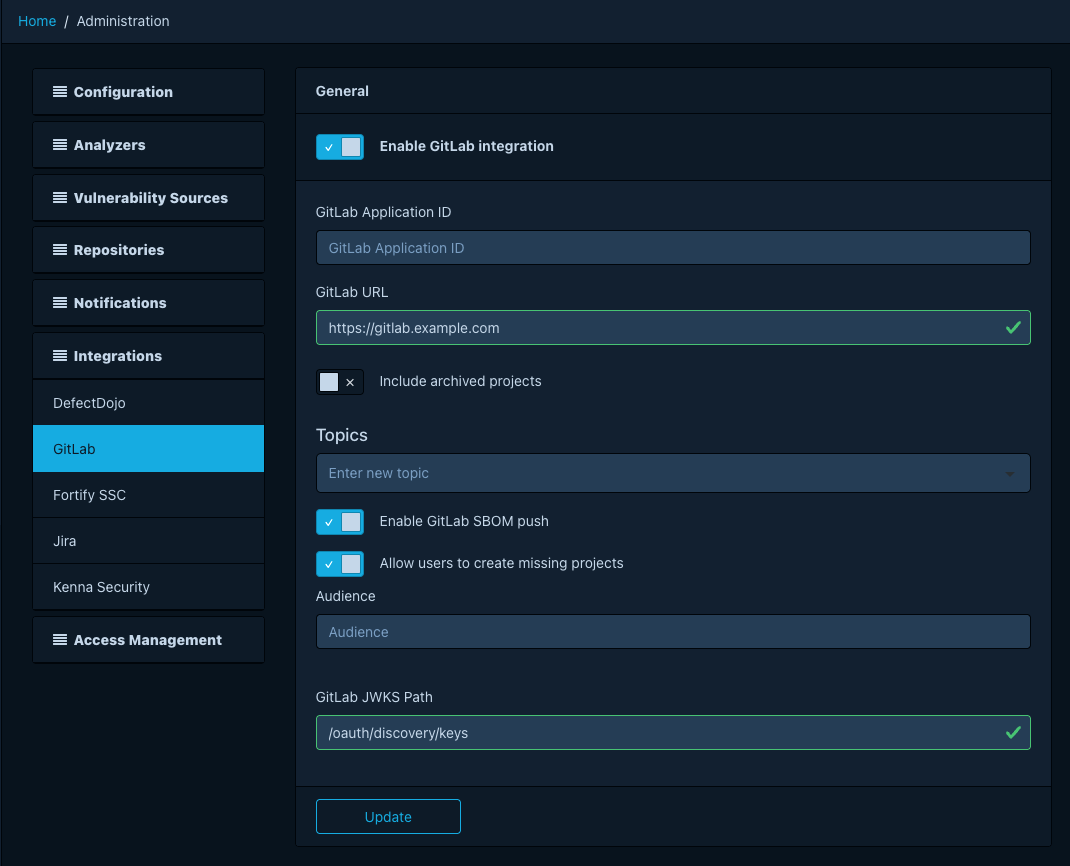 Home / Administration
Configuration
Analyzers
Vulnerability Sources
Repositories
Notifications
Integrations
DefectDojo
GitLab
Fortify SSC
Jira
Kenna Security
Access Management
General
Enable GitLab integration
GitLab Application ID
GitLab Application ID
GitLab URL
https://gitlab.example.com
Include archived projects
Topics
Enter new topic
Enable GitLab SBOM push
Allow users to create missing projects
Audience
Audience
GitLab JWKS Path
/oauth/discovery/keys
Update